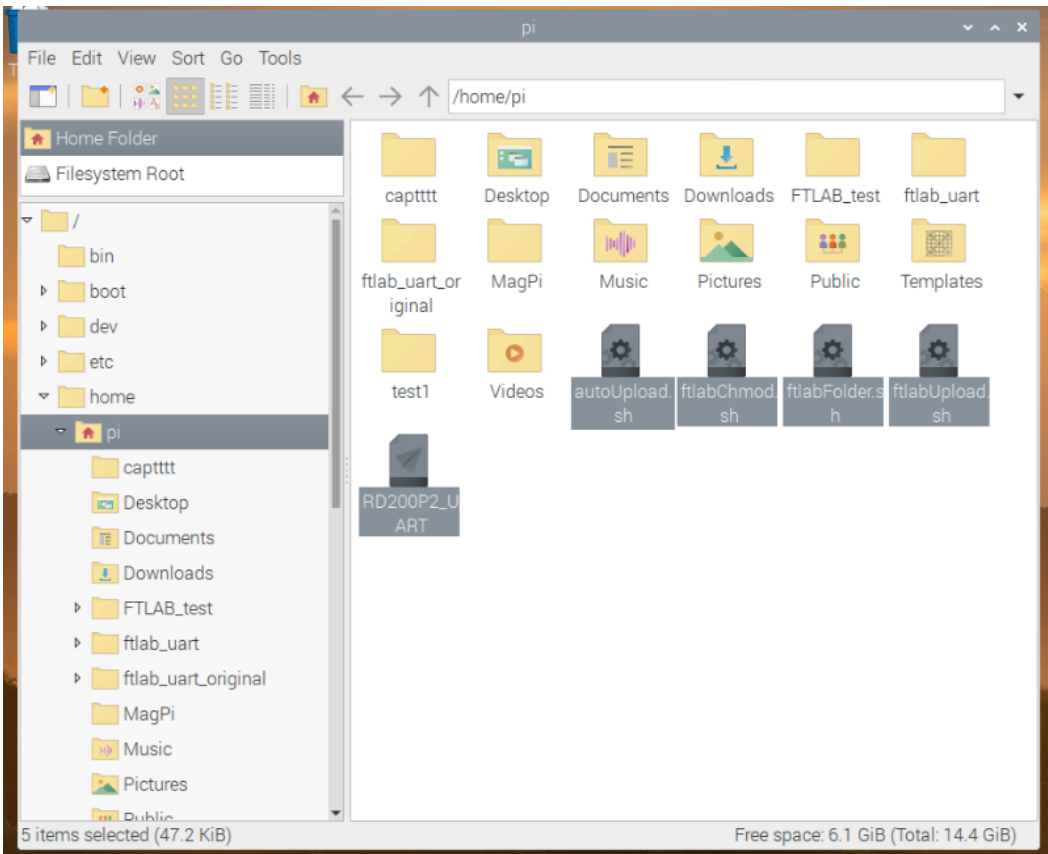 pi
File Edit View Sort Go Tools
/home/pi
Home Folder
Filesystem Root
/
bin
boot
dev
etc
home
pi
captttt
Desktop
Documents
Downloads
FTLAB_test
ftlab_uart
ftlab_uart_original
MagPi
Music
Pictures
Public
captttt Desktop Documents Downloads FTLAB_test ftlab_uart
ftlab_uart_or
iginal
MagPi Music Pictures Public Templates
test1 Videos
autoUpload.
sh
ftlabChmod.
sh
ftlabFolder.s
h
ftlabUpload.
sh
RD200P2_U
ART
5 items selected (47.2 KiB)
Free space: 6.1 GiB (Total: 14.4 GiB)